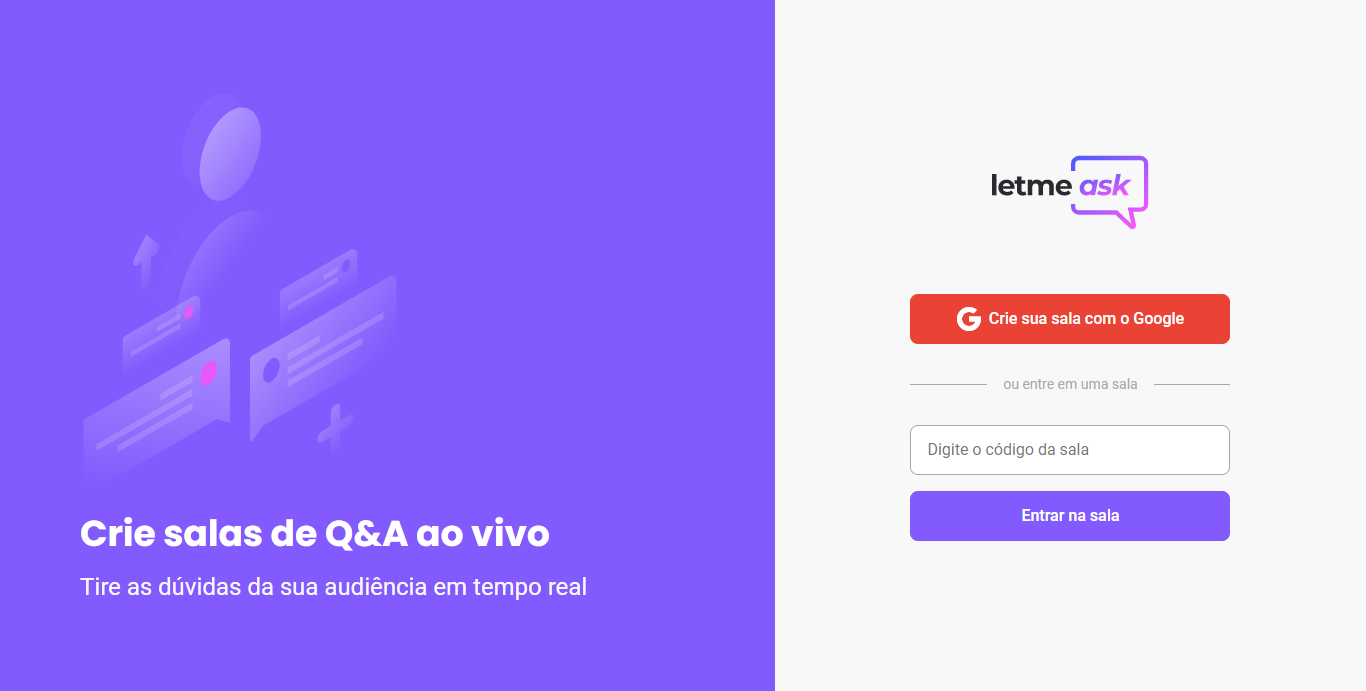 Crie salas de Q&A ao vivo
Tire as dúvidas da sua audiência em tempo real
letme ask
Crie sua sala com o Google
ou entre em uma sala
Digite o código da sala
Entrar na sala